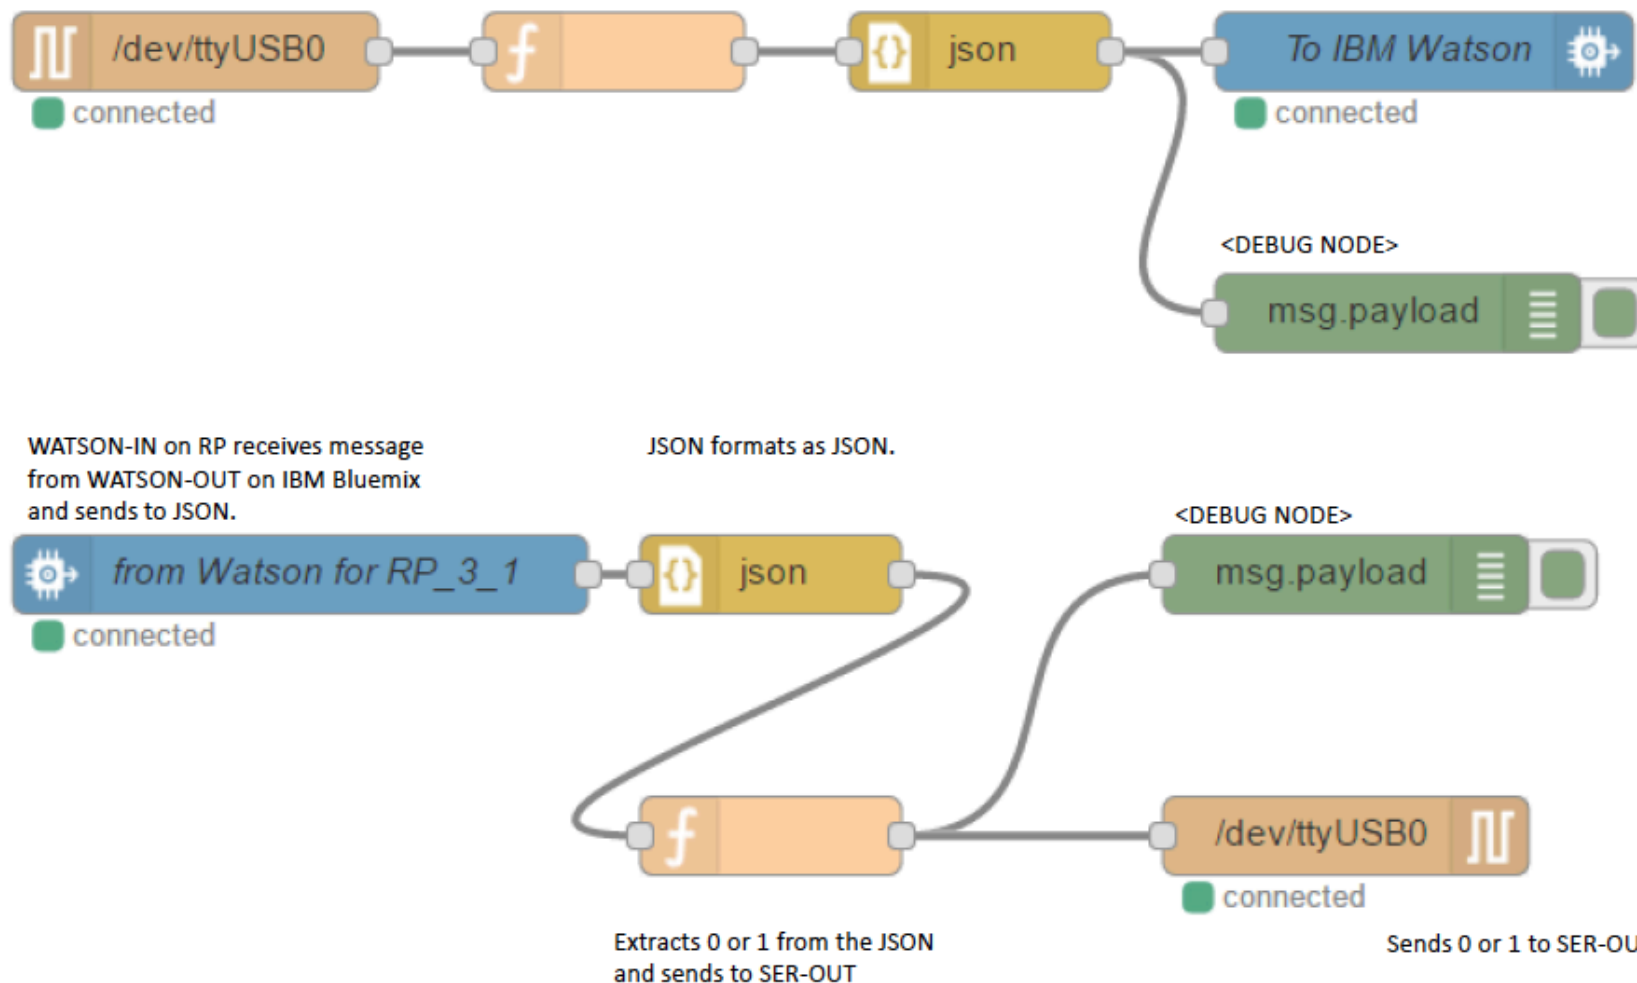 /dev/ttyUSB0
json
To IBM Watson
connected
connected
<DEBUG NODE>
msg.payload
WATSON-IN on RP receives message
from WATSON-OUT on IBM Bluemix
and sends to JSON.
JSON formats as JSON.
<DEBUG NODE>
from Watson for RP_3_1
json
msg.payload
connected
/dev/ttyUSB0
connected
Extracts 0 or 1 from the JSON
and sends to SER-OUT
Sends 0 or 1 to SER-OU